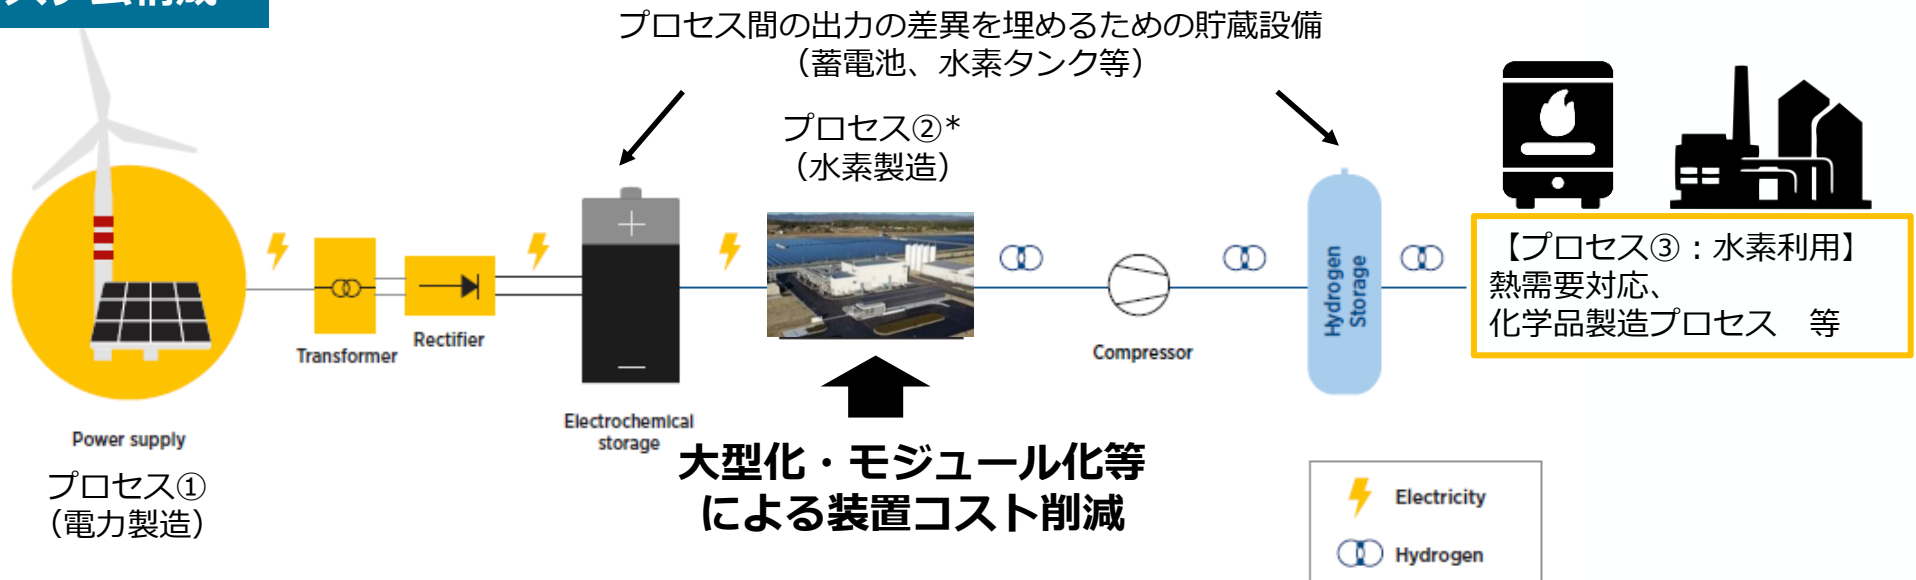 ステム構成
プロセス間の出力の差異を埋めるための貯蔵設備
（蓄電池、水素タンク等）
プロセス②*
（水素製造）
Transformer
Rectifier
Electrochemical
storage
Compressor
Hydrogen
Storage
【プロセス③：水素利用】
熱需要対応、
化学品製造プロセス　等
Power supply
プロセス①
（電力製造）
大型化・モジュール化等
による装置コスト削減
Electricity
Hydrogen